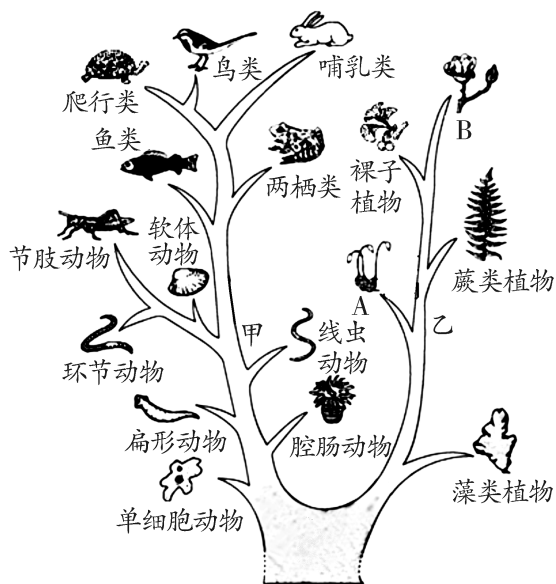 鸟类
哺乳类
爬行类
B
鱼类
两栖类
裸子
植物
节肢动物
软体
动物
蕨类植物
A
甲
线虫
动物
乙
环节动物
扁形动物
腔肠动物
藻类植物
单细胞动物